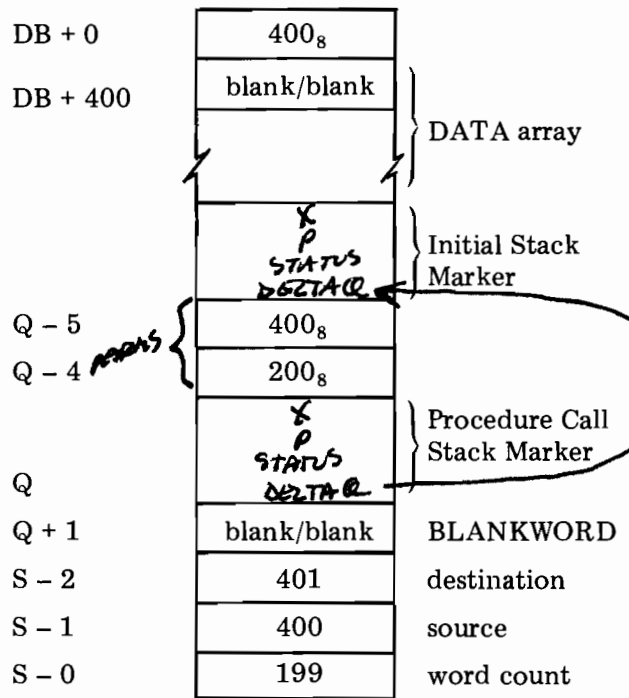 DB + 0 400₈
DB + 400 blank/blank
DATA array
X
P
STATUS
DELTA Q
Initial Stack
Marker
Q – 5 400₈
Q – 4 PARMS 200₈
X
P
STATUS
DELTA Q
Procedure Call
Stack Marker
Q
Q + 1 blank/blank BLANKWORD
S – 2 401 destination
S – 1 400 source
S – 0 199 word count